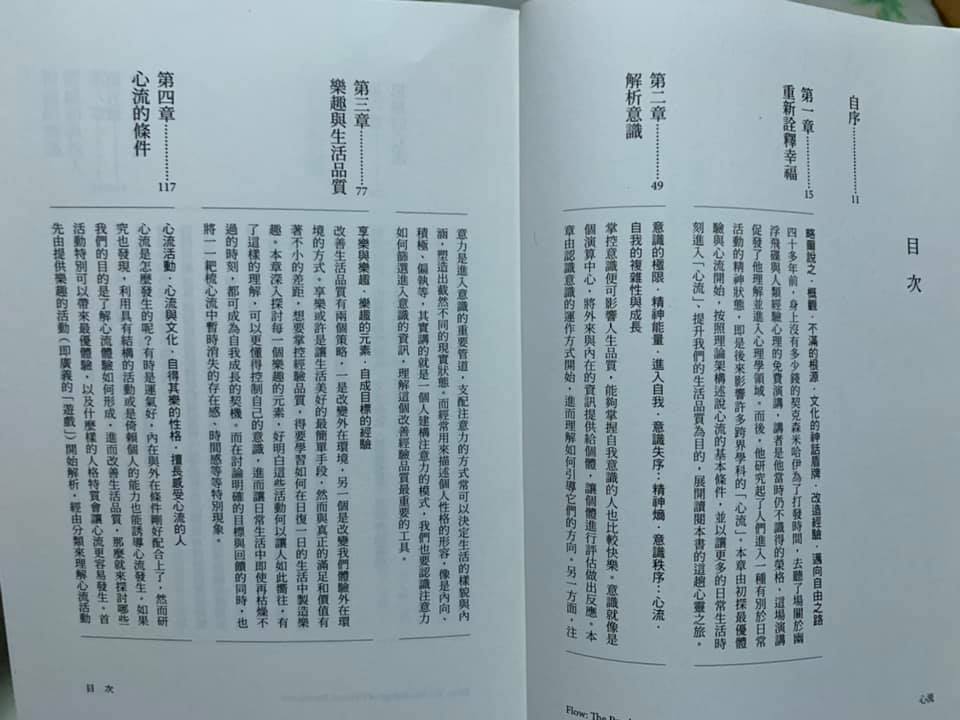 目次
自序…………11
第一章…………15
重新詮釋幸福
略圖說之．概觀．不滿的根源．文化的神話盾牌．改造經驗．邁向自由之路
四十多年前，身上沒有多少錢的契克森米哈伊為了打發時間，去聽了場關於幽
浮飛碟與人類經驗心理的免費演講，講者是他當時仍不識得的榮格，這場演講
促發了他理解並進入心理學領域。而後，他研究起了人們進入一種有別於日常
活動的精神狀態，即是後來影響許多跨界學科的「心流」，本章由初探最優體
驗與心流開始，按照理論架構述說心流的基本條件，並以讓更多的日常生活時
刻進入「心流」，提升我們的生活品質為目的，展開讀本書的這趟心靈之旅。
第二章…………49
解析意識
意識的極限．精神能量．進入自我．意識失序：精神熵．意識秩序：心流．
自我的複雜性與成長
掌控意識便可影響人生品質，能夠掌握自我意識的人也比較快樂。意識就像是
個演算中心，將外來與內在的資訊提供給個體，讓個體進行評估做出反應。本
章由認識意識的運作方式開始，進而理解如何引導它們的方向。另一方面，注
意力是進入意識的重要管道，支配注意力的方式常可以決定生活的樣貌與內
涵，塑造出截然不同的現實狀態。而經常用來描述個人性格的形容，像是內向、
積極、偏執等，其實講的就是一個人建構注意力的模式，我們也要認識注意力
如何篩選進入意識的資訊，理解這個改善經驗品質最重要的工具。
第三章…………77
樂趣與生活品質
享樂與樂趣．樂趣的元素．自成目標的經驗
改善生活品質有兩個策略，一是改變外在環境，另一個是改變我們體驗外在環
境的方式。享樂或許是讓生活美好的最簡單手段，然而與真正的滿足和價值有
著不小的差距，想要掌控經驗品質，得要學習如何在日復一日的生活中製造樂
趣。本章深入探討每一個樂趣的元素，好明白這些活動何以讓人如此嚮往，有
了這樣的理解，可以更懂得控制自己的意識，進而讓日常生活中即使再枯燥不
過的時刻，都可成為自我成長的契機。而在討論明確的目標與回饋的同時，也
將一一耙梳心流中暫時消失的存在感、時間感等等特別現象。
第四章…………117
心流的條件
心流活動．心流與文化．自得其樂的性格．擅長感受心流的人
心流是怎麼發生的呢？有時是運氣好，內在與外在條件剛好配合上了，然而研
究也發現，利用具有結構的活動或是倚賴個人的能力也能誘導心流發生。如果
我們的目的是了解心流體驗如何形成，進而改善生活品質，那麼就來探討哪些
活動特別可以帶來最優體驗，以及什麼樣的人格特質會讓心流更容易發生。首
先由提供樂趣的活動（即廣義的「遊戲」）開始解析，經由分類來理解心流活動
心流
Flow: The
目次